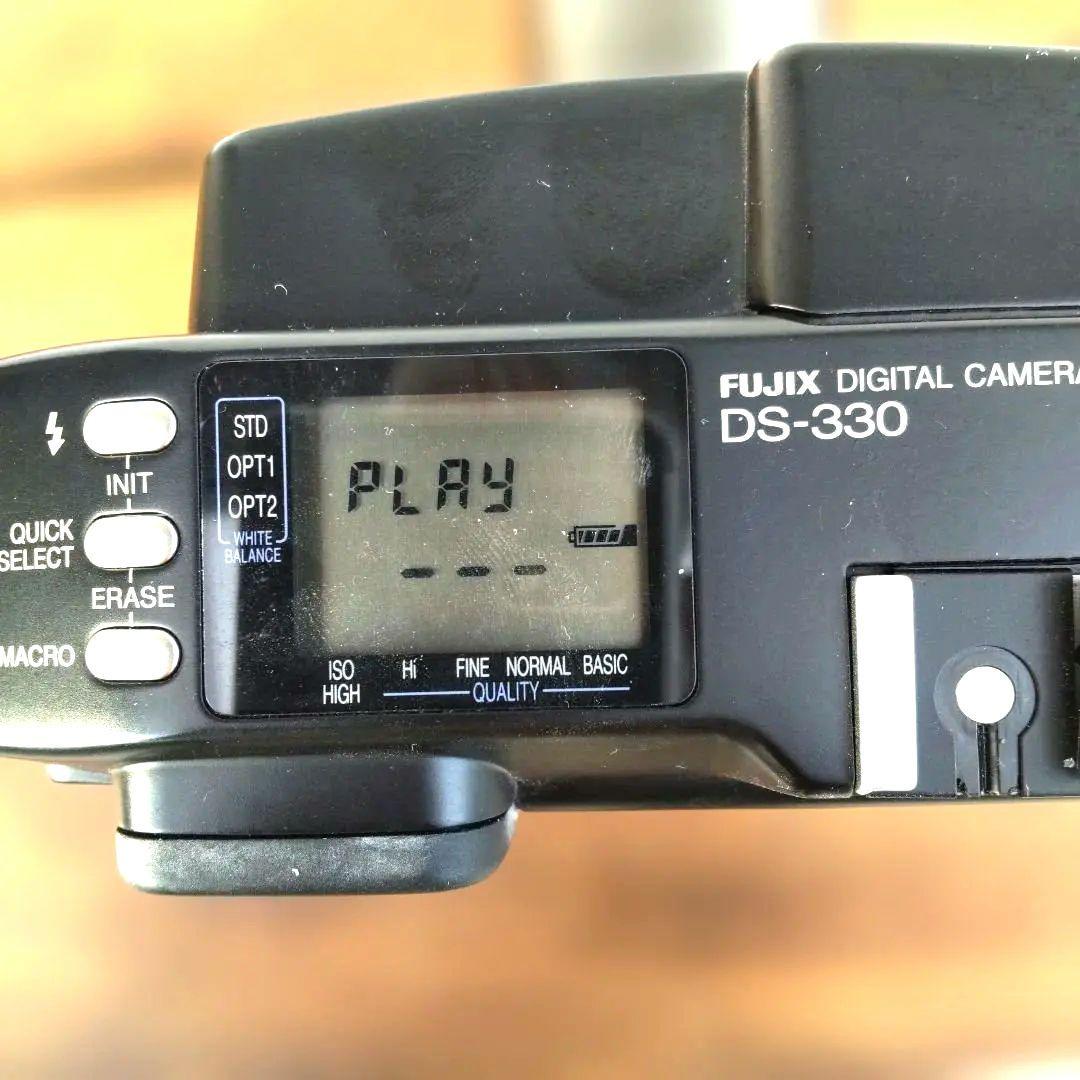 FUJIX DIGITAL CAMERA
DS-330
STD
OPT1
OPT2
WHITE
BALANCE
PLAY
---
INIT
QUICK
SELECT
ERASE
MACRO
ISO
HIGH
Hi FINE NORMAL BASIC
QUALITY